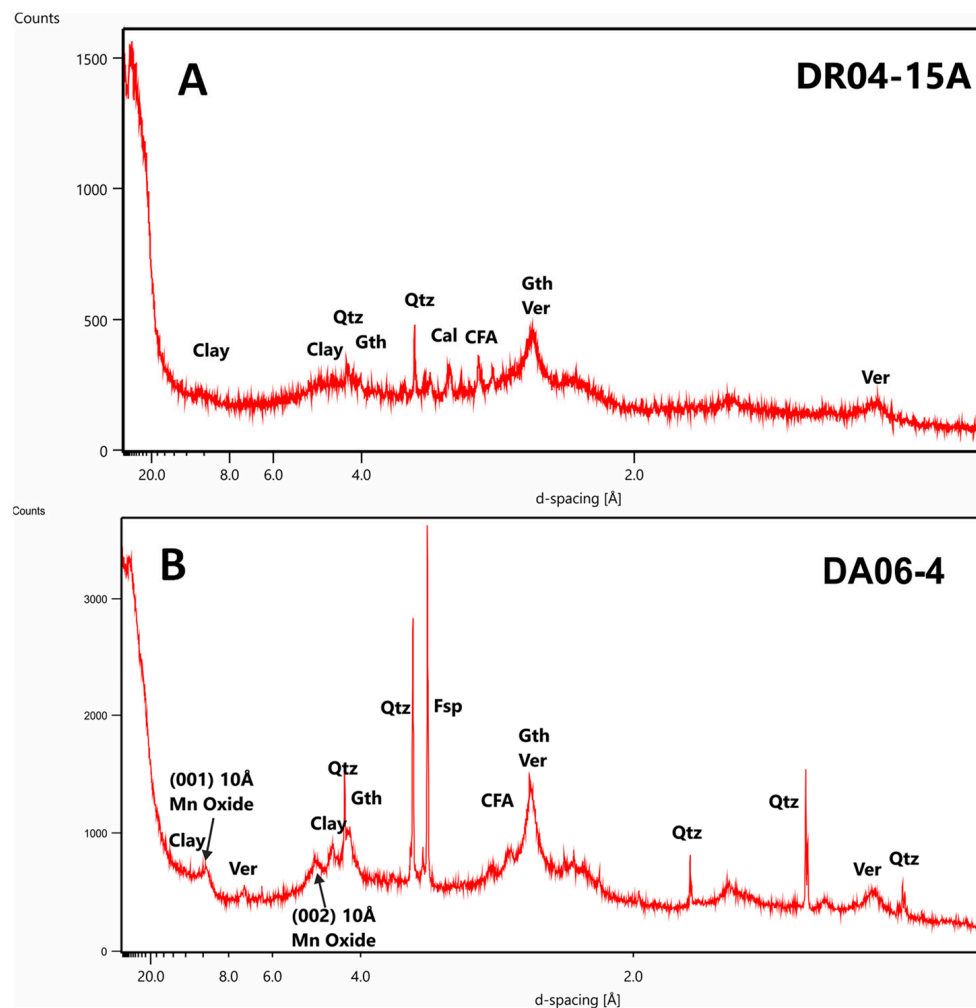 Counts
1500
1000
500
0
A
DR04-15A
Clay
Clay
Qtz
Gth
Qtz
Cal
CFA
Gth
Ver
Ver
20.0 8.0 6.0 4.0 2.0
d-spacing [Å]
Counts
3000
2000
1000
0
B
DA06-4
(001) 10Å
Mn Oxide
Clay
Ver
(002) 10Å
Mn Oxide
Clay
Qtz
Gth
Qtz
Fsp
CFA
Gth
Ver
Qtz
Qtz
Ver
Qtz
20.0 8.0 6.0 4.0 2.0
d-spacing [Å]